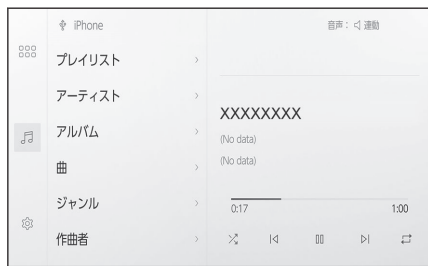 iPhone
音声： 連動
プレイリスト
アーティスト
アルバム
曲
ジャンル
作曲者
XXXXXXXX
(No data)
(No data)
0:17
1:00